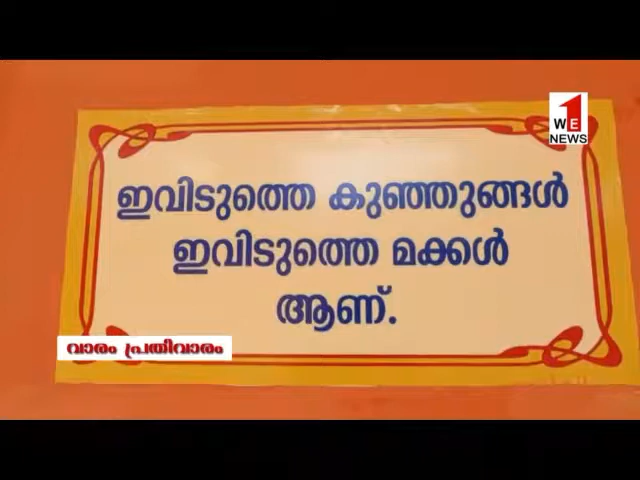 1
WE
NEWS
ഇവിടുത്തെ കുഞ്ഞുങ്ങൾ
ഇവിടുത്തെ മക്കൾ
ആണ്.
വാരം പ്രതിവാരം